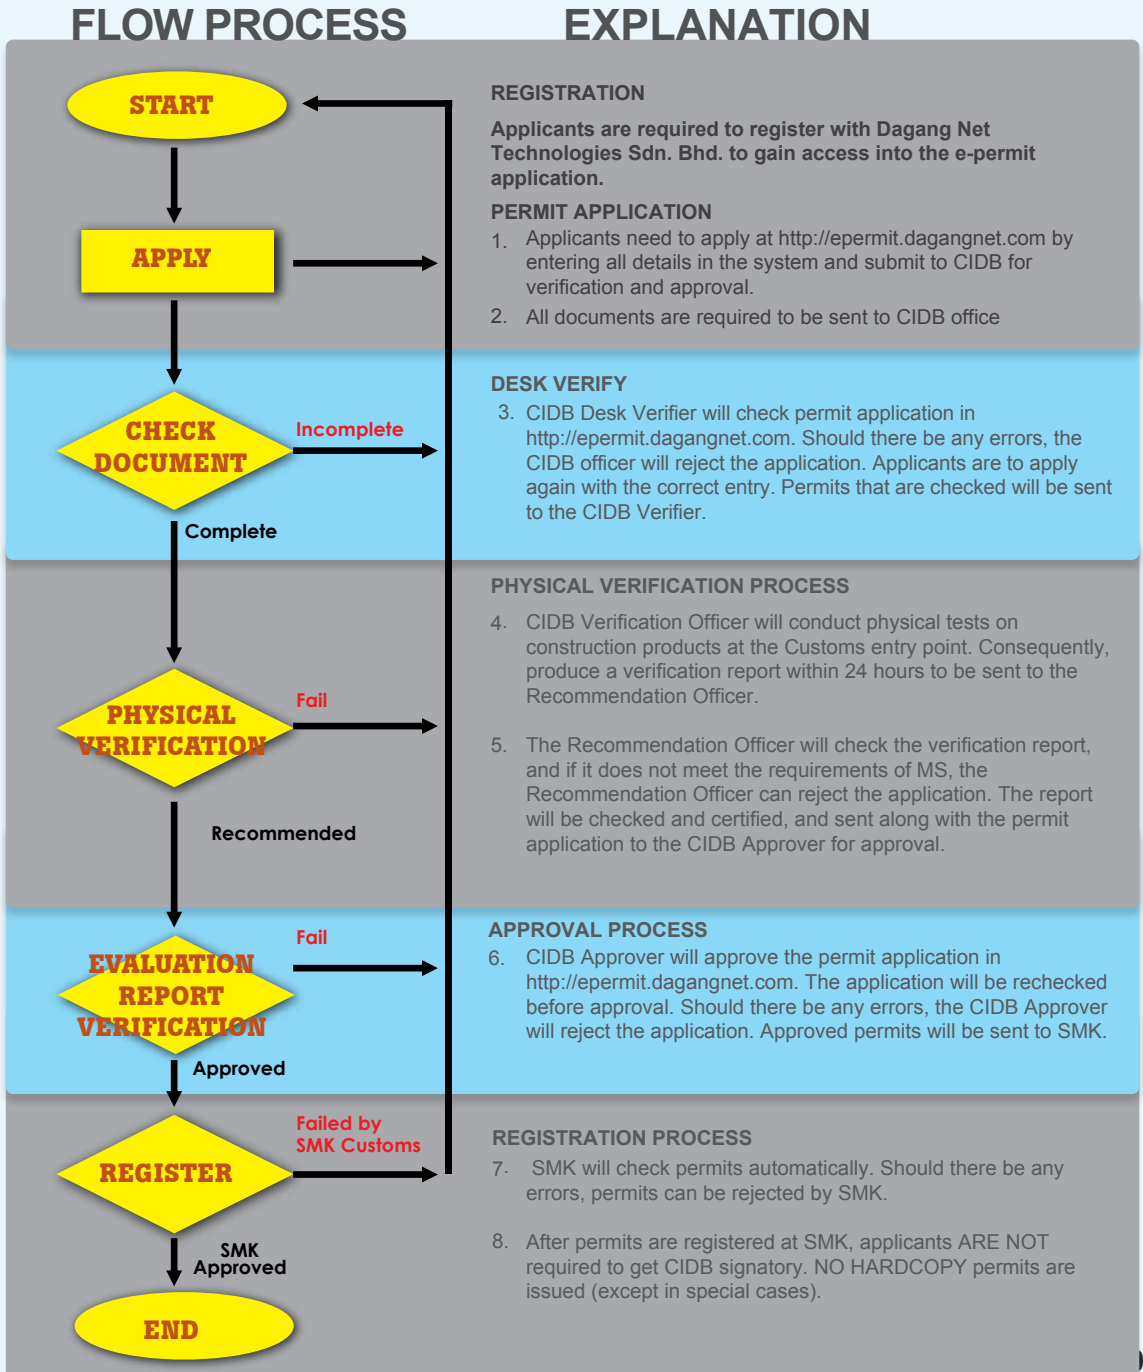 FLOW PROCESS
EXPLANATION
START
REGISTRATION
Applicants are required to register with Dagang Net
Technologies Sdn. Bhd. to gain access into the e-permit
application.
APPLY
PERMIT APPLICATION
1. Applicants need to apply at http://epermit.dagangnet.com by
entering all details in the system and submit to CIDB for
verification and approval.
2. All documents are required to be sent to CIDB office
CHECK
DOCUMENT
Incomplete
Complete
DESK VERIFY
3. CIDB Desk Verifier will check permit application in
http://epermit.dagangnet.com. Should there be any errors, the
CIDB officer will reject the application. Applicants are to apply
again with the correct entry. Permits that are checked will be sent
to the CIDB Verifier.
PHYSICAL
VERIFICATION
Fail
Recommended
PHYSICAL VERIFICATION PROCESS
4. CIDB Verification Officer will conduct physical tests on
construction products at the Customs entry point. Consequently,
produce a verification report within 24 hours to be sent to the
Recommendation Officer.
5. The Recommendation Officer will check the verification report,
and if it does not meet the requirements of MS, the
Recommendation Officer can reject the application. The report
will be checked and certified, and sent along with the permit
application to the CIDB Approver for approval.
EVALUATION
REPORT
VERIFICATION
Fail
Approved
APPROVAL PROCESS
6. CIDB Approver will approve the permit application in
http://epermit.dagangnet.com. The application will be rechecked
before approval. Should there be any errors, the CIDB Approver
will reject the application. Approved permits will be sent to SMK.
REGISTER
Failed by
SMK Customs
SMK
Approved
REGISTRATION PROCESS
7. SMK will check permits automatically. Should there be any
errors, permits can be rejected by SMK.
8. After permits are registered at SMK, applicants ARE NOT
required to get CIDB signatory. NO HARDCOPY permits are
issued (except in special cases).
END